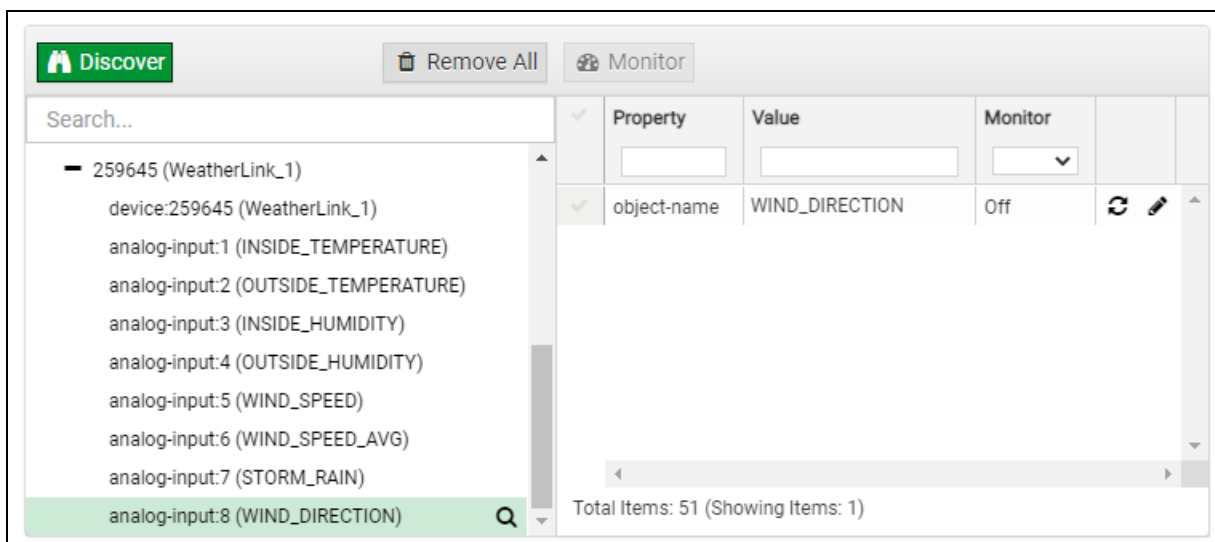 Discover
Remove All
Monitor
Search...
259645 (WeatherLink_1)
device:259645 (WeatherLink_1)
analog-input:1 (INSIDE_TEMPERATURE)
analog-input:2 (OUTSIDE_TEMPERATURE)
analog-input:3 (INSIDE_HUMIDITY)
analog-input:4 (OUTSIDE_HUMIDITY)
analog-input:5 (WIND_SPEED)
analog-input:6 (WIND_SPEED_AVG)
analog-input:7 (STORM_RAIN)
analog-input:8 (WIND_DIRECTION)
Property Value Monitor
object-name WIND_DIRECTION Off
Total Items: 51 (Showing Items: 1)